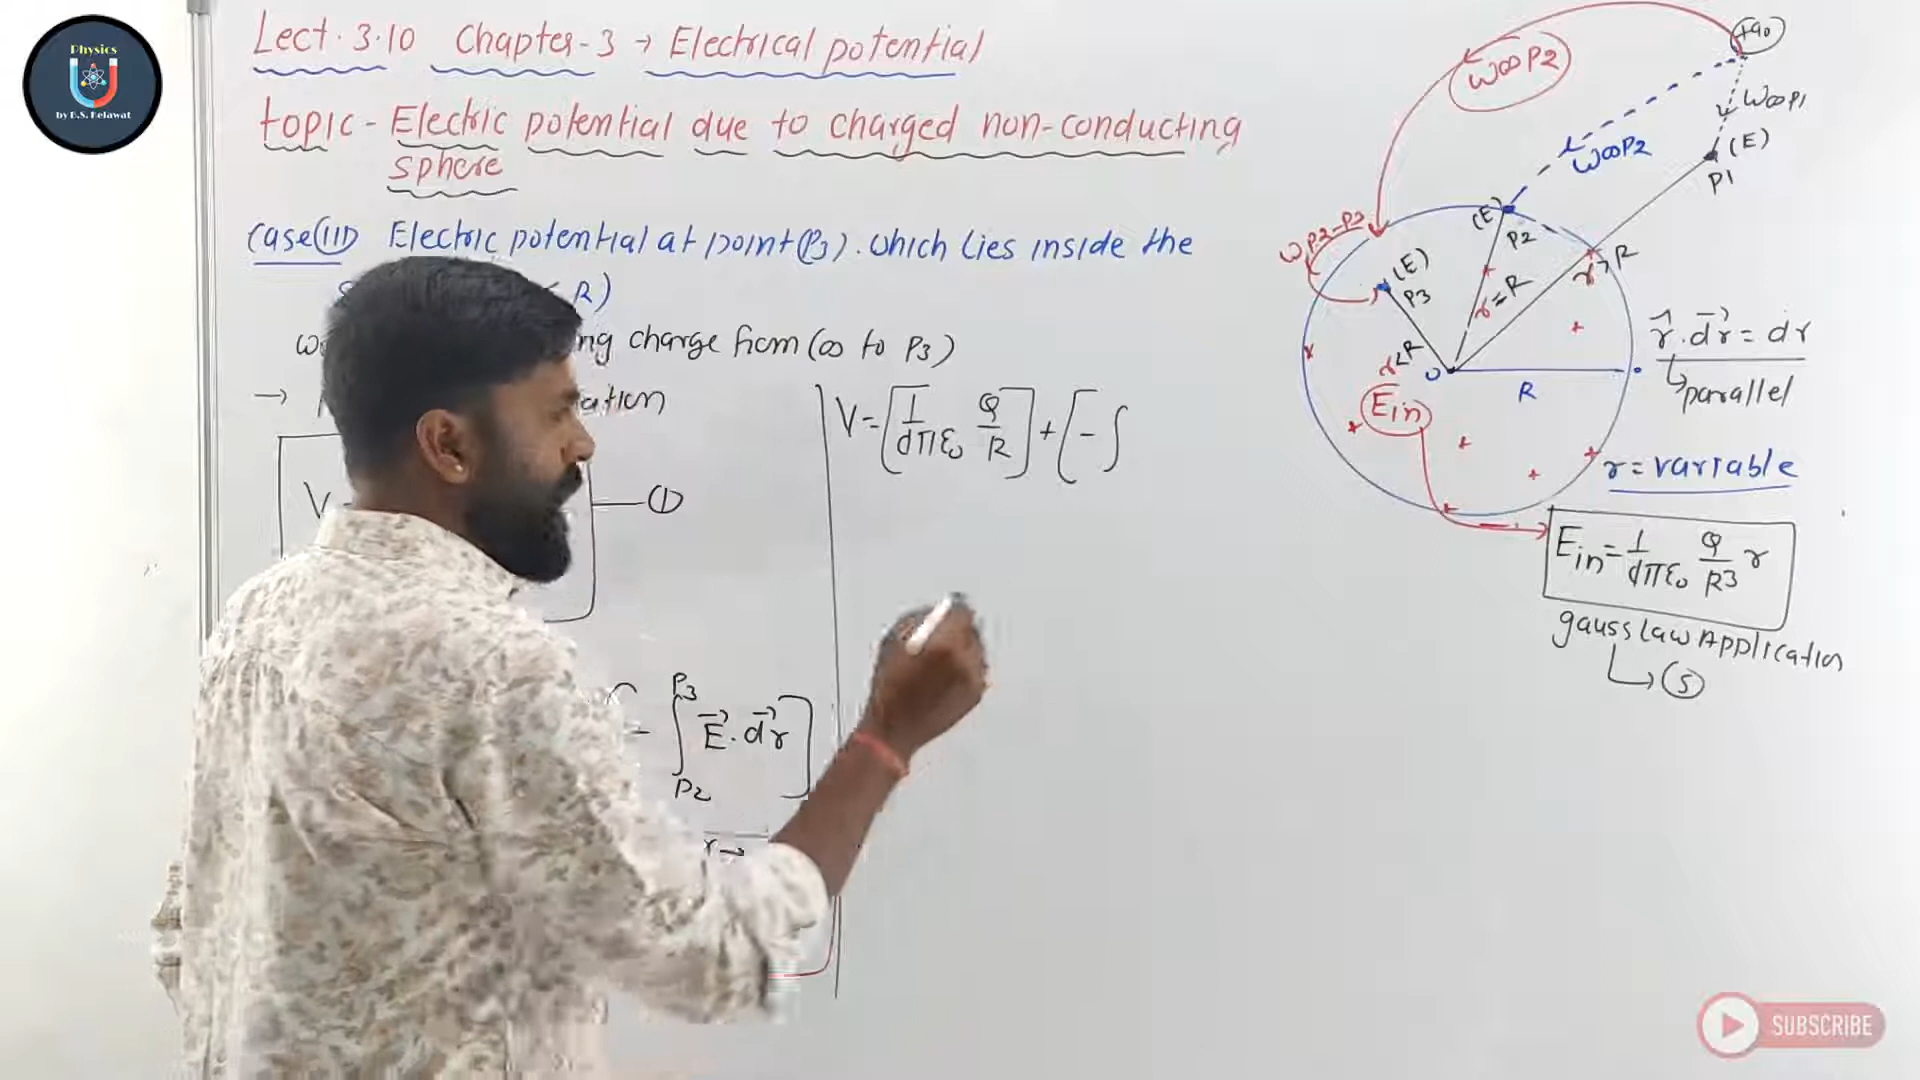 Physics
by B.S. Kelawat
Lect. 3.10 Chapter-3 → Electrical potential
topic - Electric potential due to charged non-conducting
sphere
case(III) Electric potential at point(P3). which lies inside the
R)
ng charge from (∞ to P3)
→
V =
—①
P3
- ∫ E⃗.d⃗r ]
P2
r →
V = [ 1/4πε₀ Q/R ] + [ - ∫
+q₀
W∞P2
W∞P1
W∞P2
(E)
P1
(E)
P2
WP2-P3
(E)
P3
r=R
r>R
r<R
O
R
Ein
r̂.d⃗r = dr
↳parallel
r = variable
Ein = 1/4πε₀ Q/R3 r
gauss law Application
↳ ⑤
SUBSCRIBE